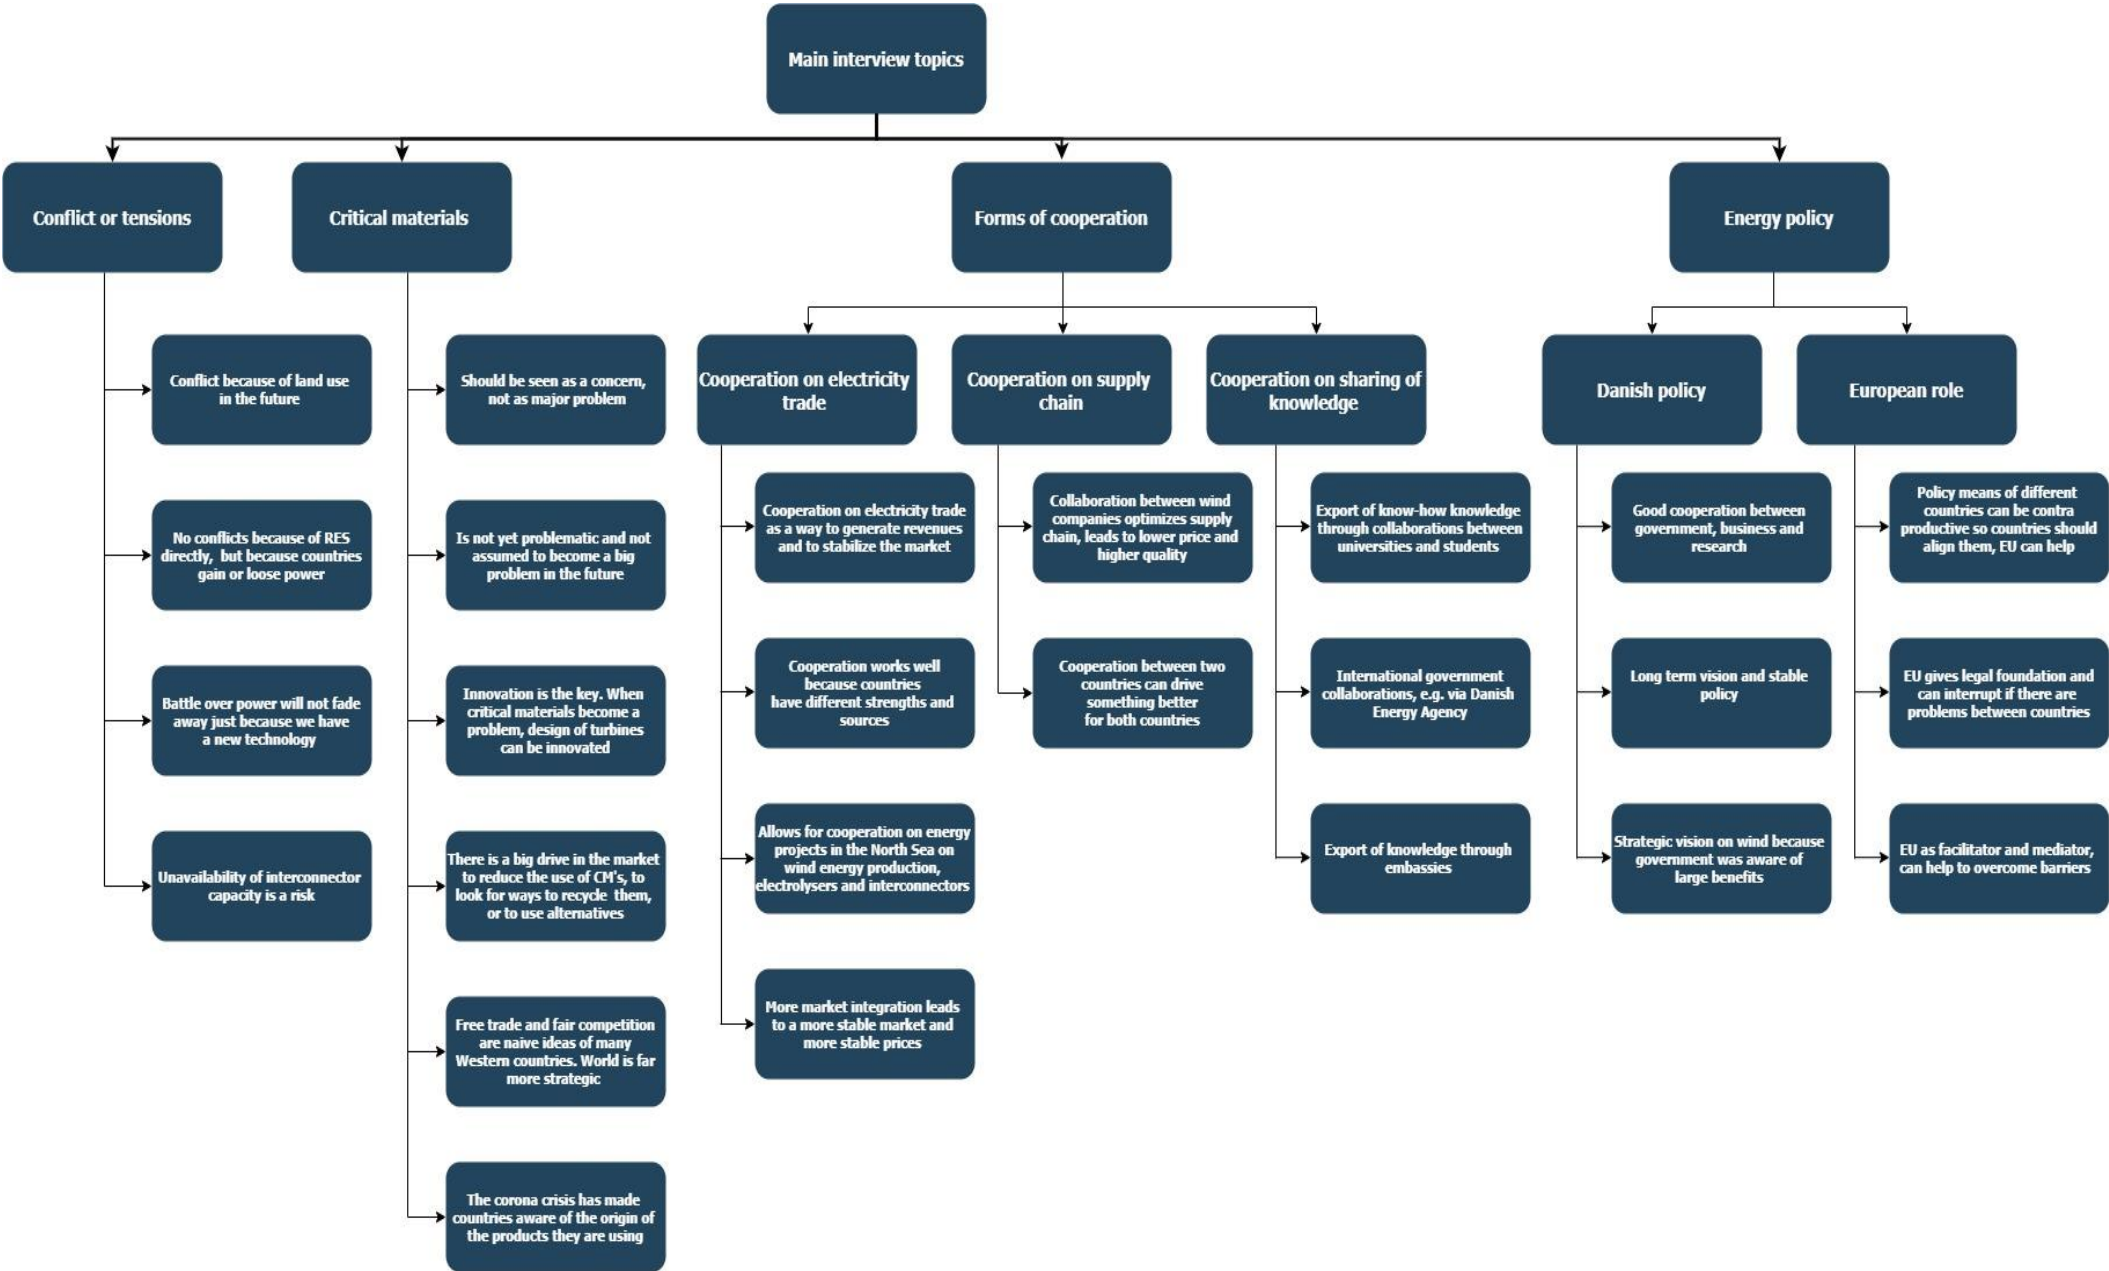 Main interview topics
Conflict or tensions
Critical materials
Forms of cooperation
Energy policy
Conflict because of land use
in the future
No conflicts because of RES
directly, but because countries
gain or loose power
Battle over power will not fade
away just because we have
a new technology
Unavailability of interconnector
capacity is a risk
Should be seen as a concern,
not as major problem
Is not yet problematic and not
assumed to become a big
problem in the future
Innovation is the key. When
critical materials become a
problem, design of turbines
can be innovated
There is a big drive in the market
to reduce the use of CM's, to
look for ways to recycle them,
or to use alternatives
Free trade and fair competition
are naive ideas of many
Western countries. World is far
more strategic
The corona crisis has made
countries aware of the origin of
the products they are using
Cooperation on electricity
trade
Cooperation on electricity trade
as a way to generate revenues
and to stabilize the market
Cooperation works well
because countries
have different strengths and
sources
Allows for cooperation on energy
projects in the North Sea on
wind energy production,
electrolysers and interconnectors
More market integration leads
to a more stable market and
more stable prices
Cooperation on supply
chain
Collaboration between wind
companies optimizes supply
chain, leads to lower price and
higher quality
Cooperation between two
countries can drive
something better
for both countries
Cooperation on sharing of
knowledge
Export of know-how knowledge
through collaborations between
universities and students
International government
collaborations, e.g. via Danish
Energy Agency
Export of knowledge through
embassies
Danish policy
Good cooperation between
government, business and
research
Long term vision and stable
policy
Strategic vision on wind because
government was aware of
large benefits
European role
Policy means of different
countries can be contra
productive so countries should
align them, EU can help
EU gives legal foundation and
can interrupt if there are
problems between countries
EU as facilitator and mediator,
can help to overcome barriers